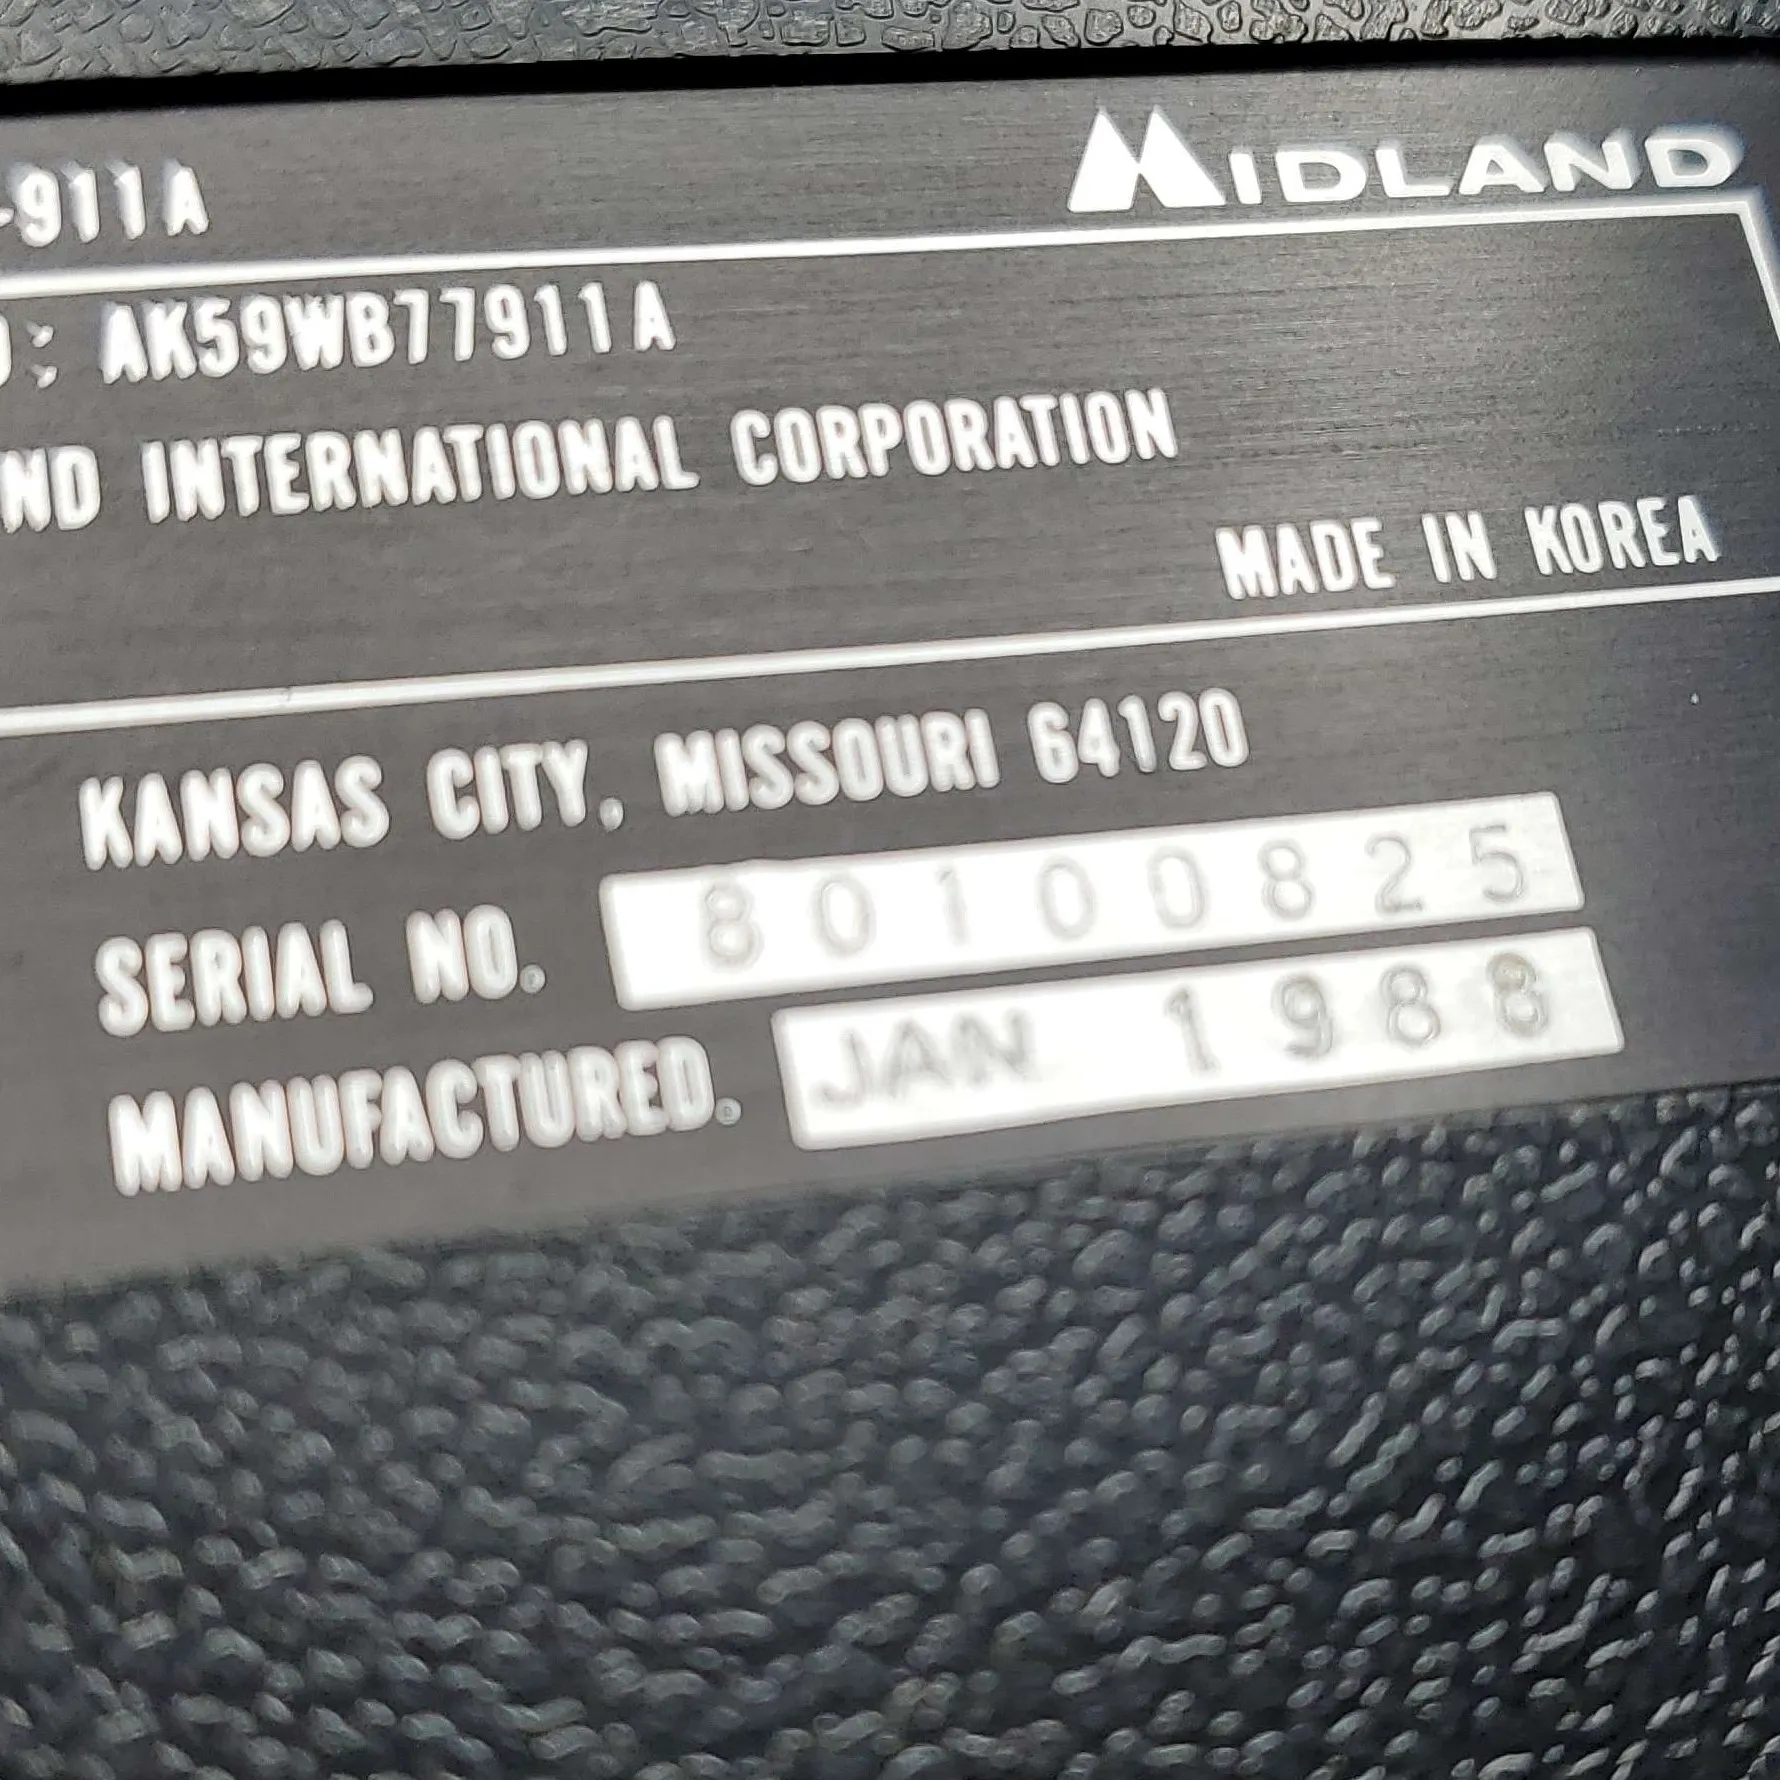 MIDLAND
-911A
: AK59WB77911A
ND INTERNATIONAL CORPORATION
MADE IN KOREA
KANSAS CITY, MISSOURI 64120
SERIAL NO. 80100825
MANUFACTURED. JAN 1988